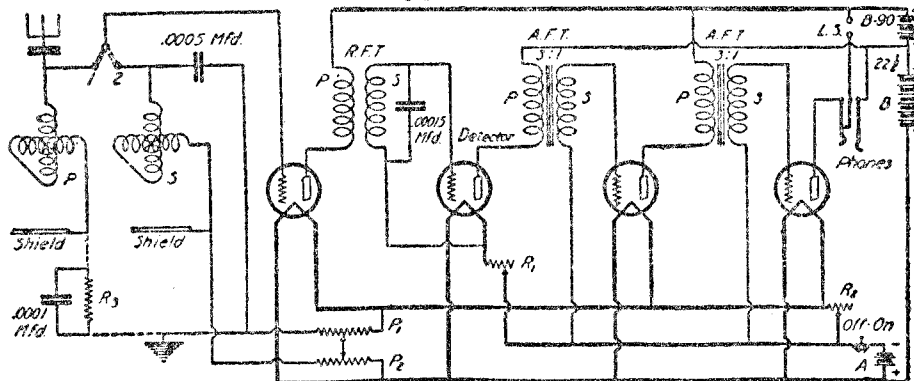 1
2
.0005 Mfd.
R.F.T.
P
S
.00015
Mfd.
Detector
A.F.T.
3:1
P
S
A.F.T.
3:1
P
S
L.S.
B-90
22½
B
Phones
P
S
Shield
Shield
.0001
Mfd.
R3
P1
P2
R1
R2
Off-On
A
-
+